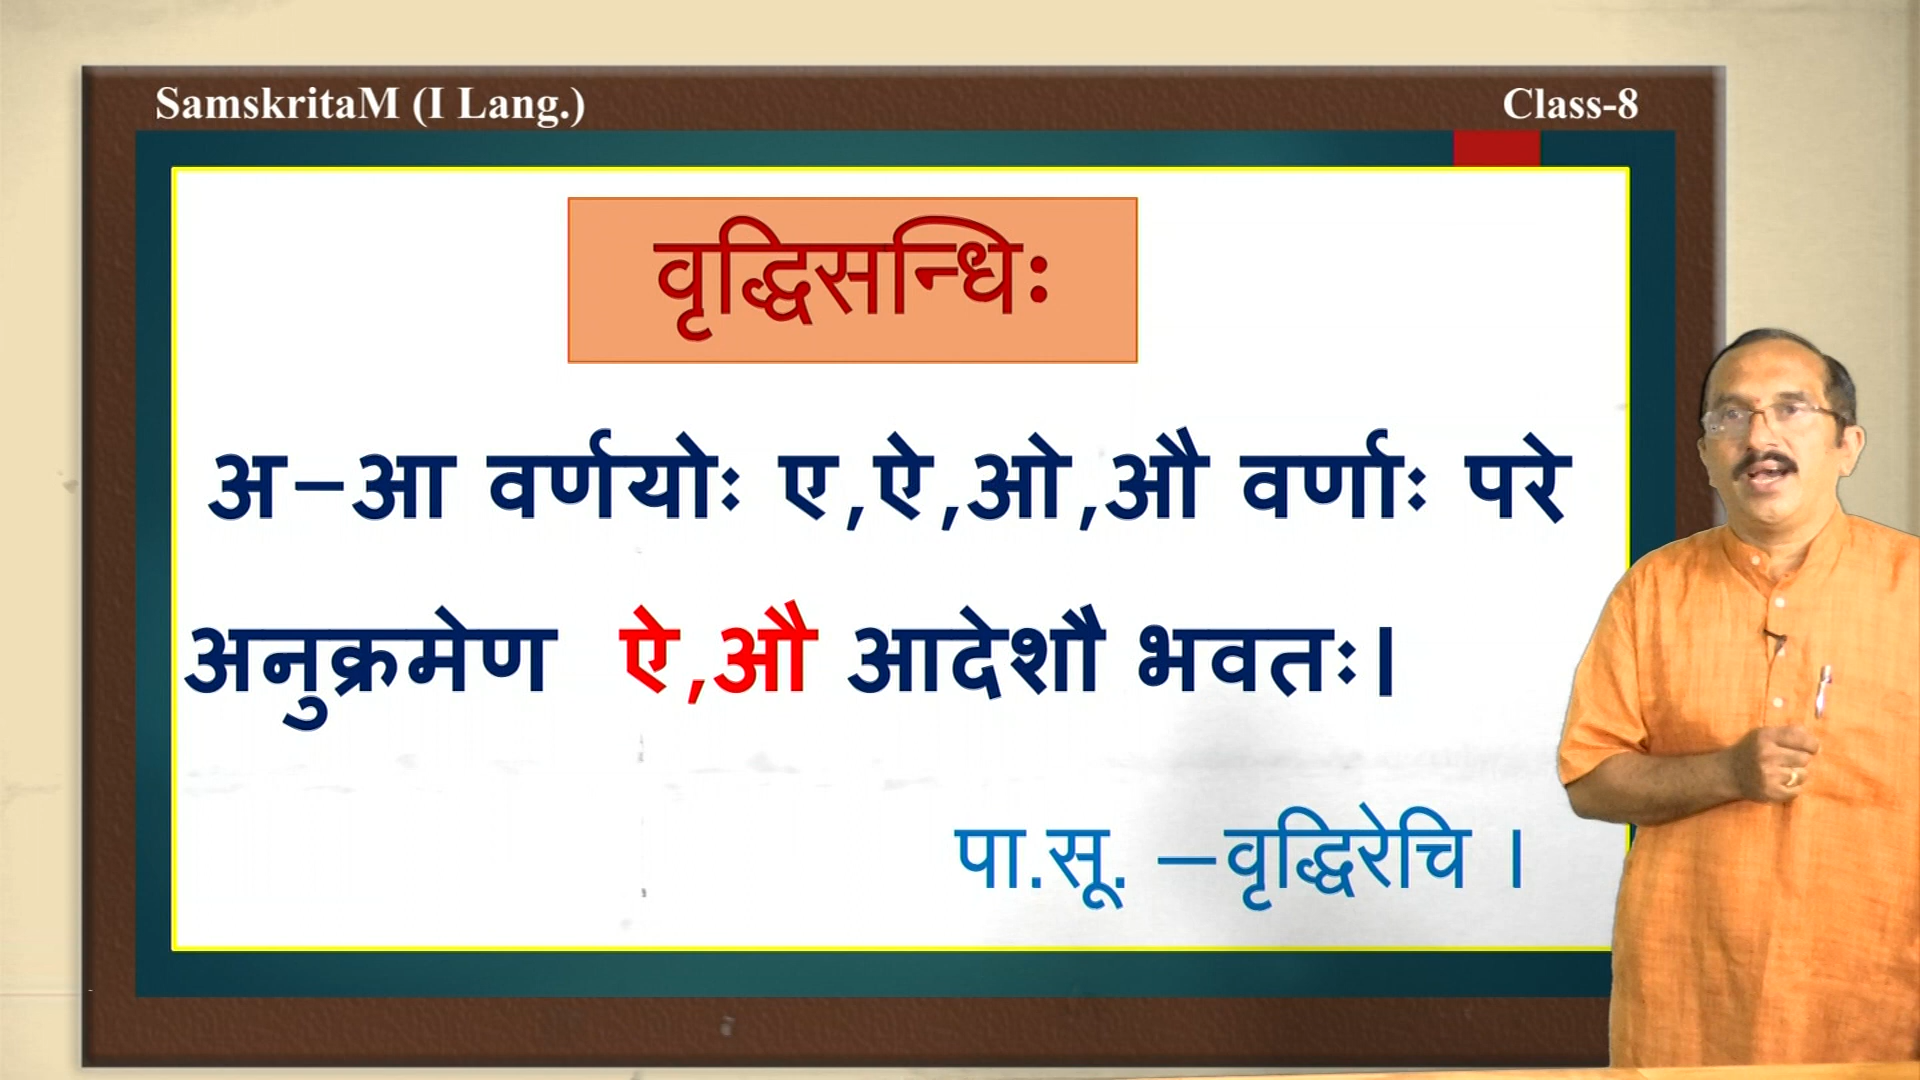 SamskritaM (I Lang.) Class-8
वृद्धिसन्धिः
अ-आ वर्णयोः ए,ऐ,ओ,औ वर्णाः परे
अनुक्रमेण ऐ,औ आदेशौ भवतः।
पा.सू. -वृद्धिरेचि ।